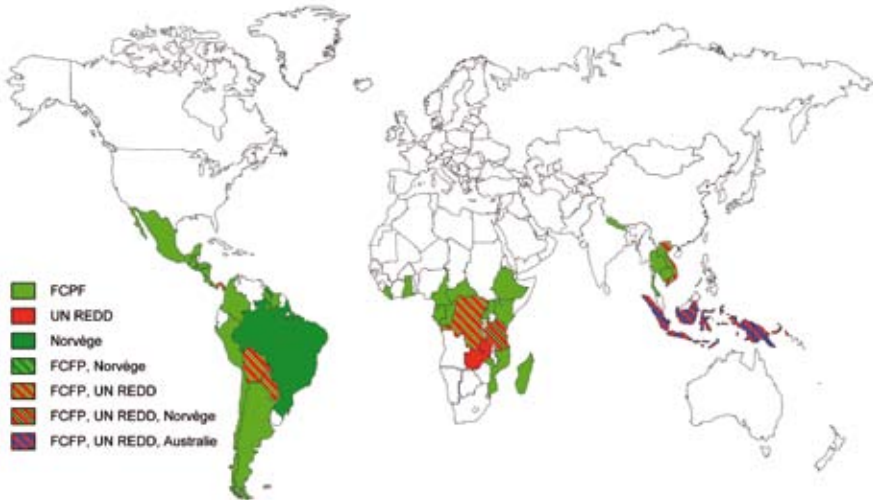 FCPF
UN REDD
Norvège
FCFP, Norvège
FCFP, UN REDD
FCFP, UN REDD, Norvège
FCFP, UN REDD, Australie